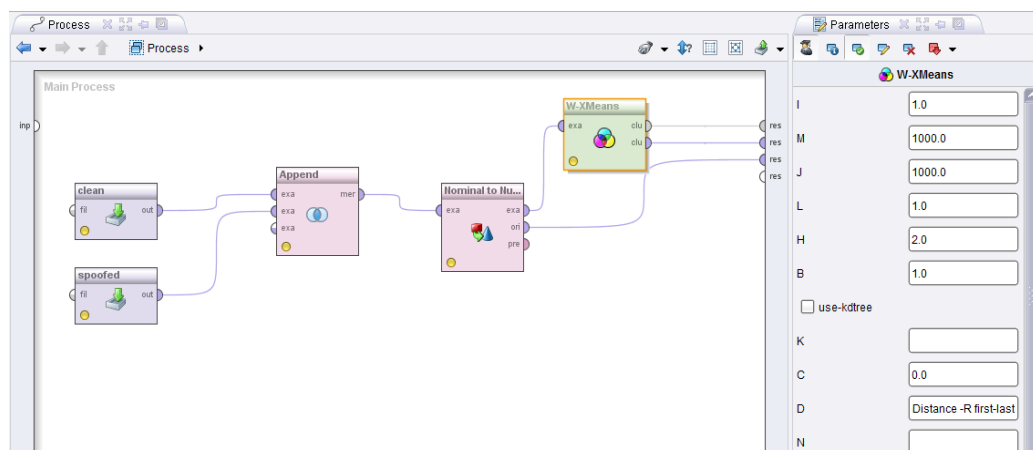 Process
Parameters
Process
Main Process
W-XMeans
inp
W-XMeans
exa
clu
res
clu
res
res
res
I
1.0
M
1000.0
J
1000.0
L
1.0
H
2.0
B
1.0
use-kdtree
K
C
0.0
D
Distance -R first-last
N
Append
exa
mer
exa
exa
clean
fil
out
Nominal to Nu...
exa
exa
ori
pre
spoofed
fil
out